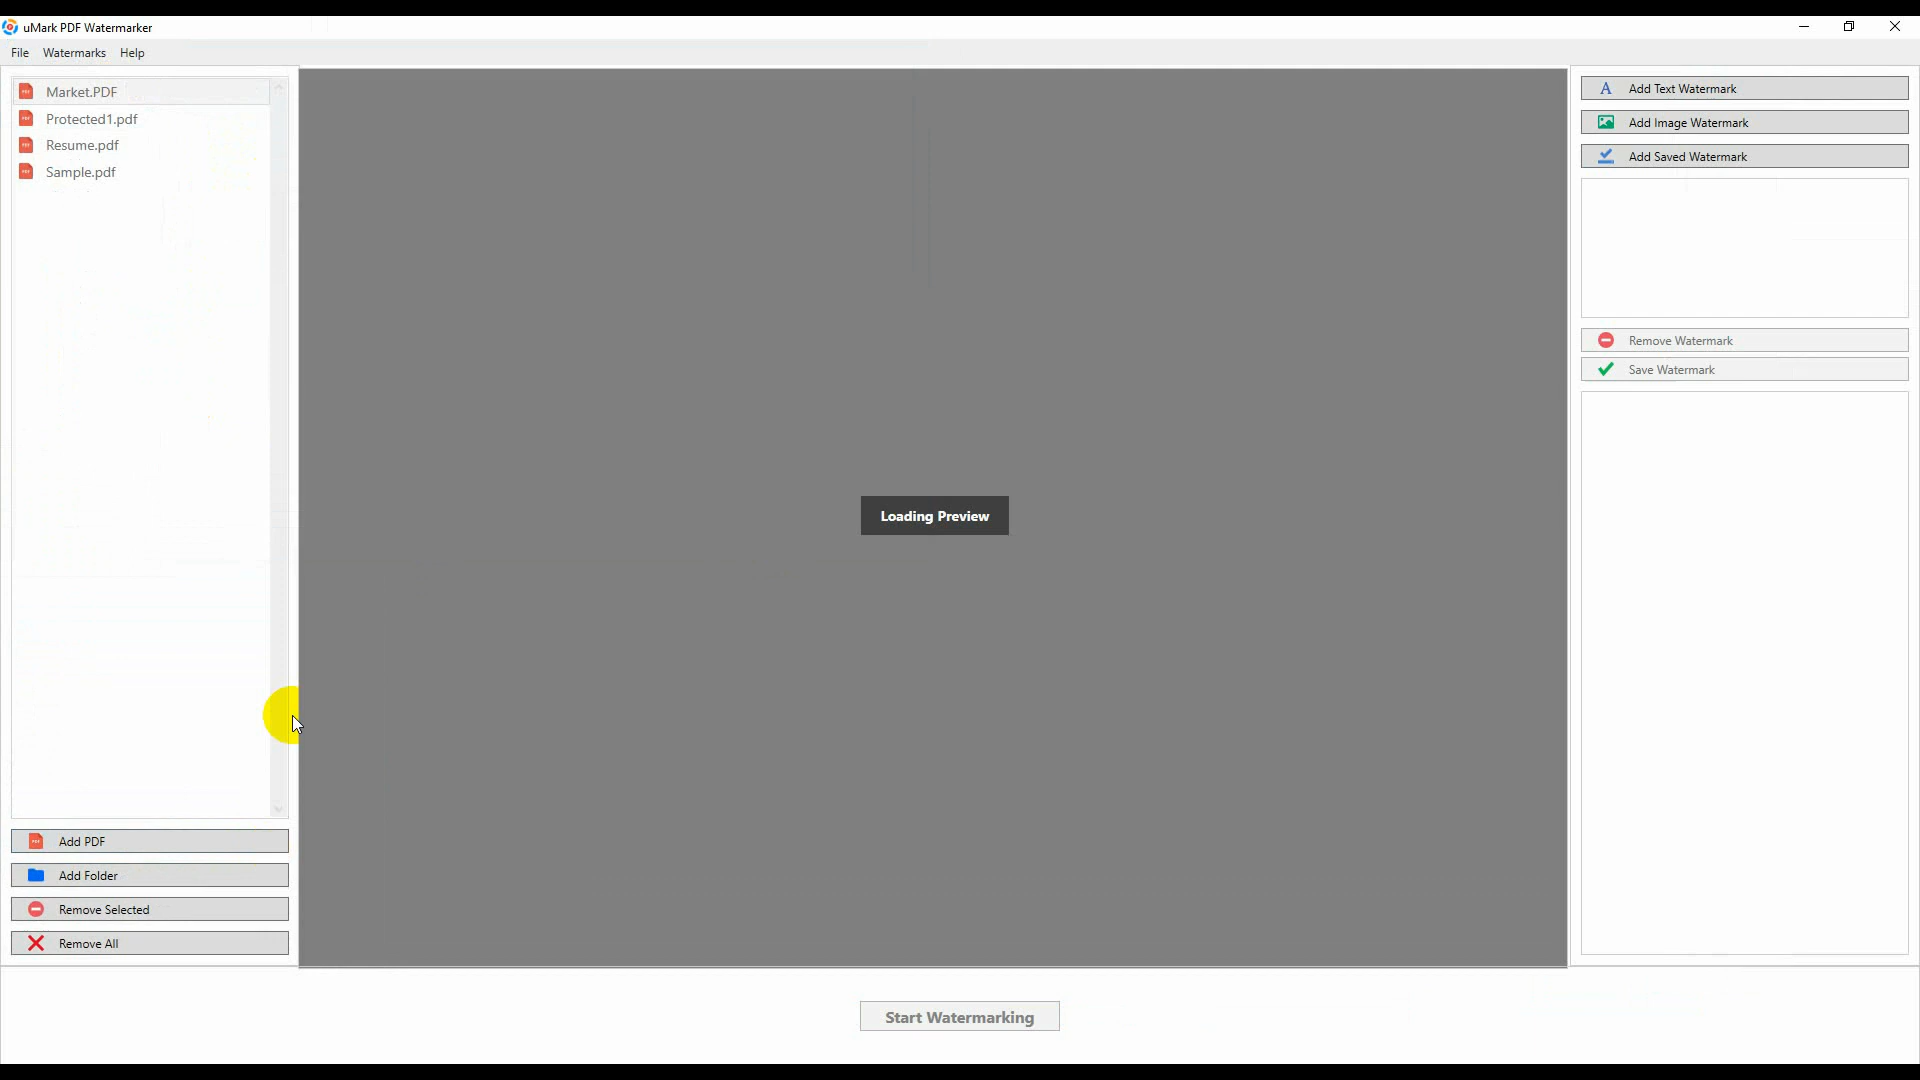 uMark PDF Watermarker
File Watermarks Help
Market.PDF
Protected1.pdf
Resume.pdf
Sample.pdf
Add PDF
Add Folder
Remove Selected
Remove All
Loading Preview
Start Watermarking
Add Text Watermark
Add Image Watermark
Add Saved Watermark
Remove Watermark
Save Watermark